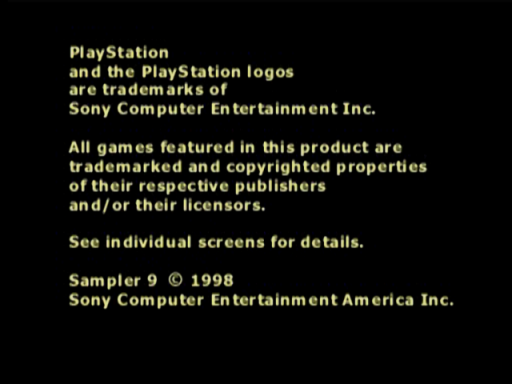 PlayStation
and the PlayStation logos
are trademarks of
Sony Computer Entertainment Inc.
All games featured in this product are
trademarked and copyrighted properties
of their respective publishers
and/or their licensors.
See individual screens for details.
Sampler 9 © 1998
Sony Computer Entertainment America Inc.